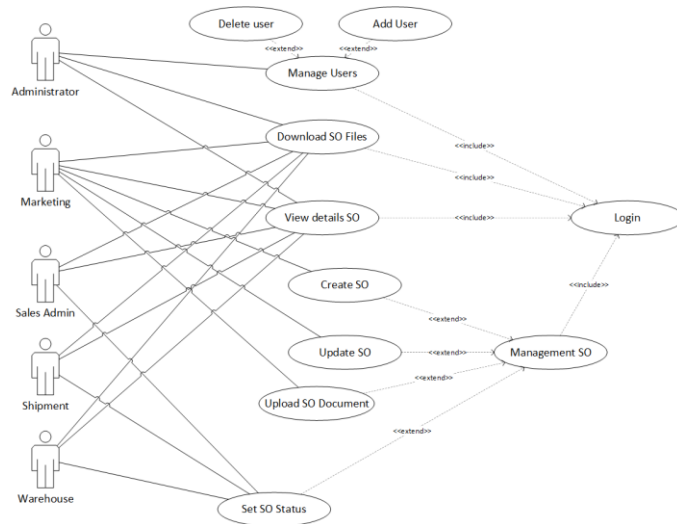 Delete user
Add User
<<extend>>
<<extend>>
Manage Users
Administrator
Download SO Files
<<include>>
<<include>>
Marketing
View details SO
<<include>>
Login
Create SO
<<include>>
Sales Admin
<<extend>>
Update SO
<<extend>>
Management SO
<<extend>>
Shipment
Upload SO Document
<<extend>>
Warehouse
Set SO Status